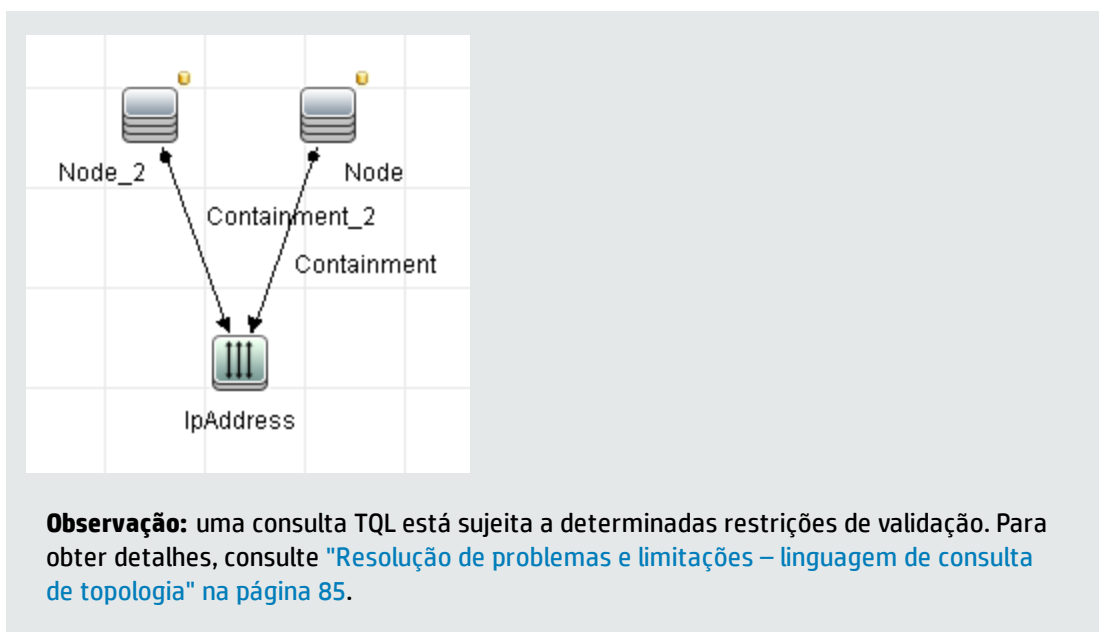 Node_2
Node
Containment_2
Containment
IpAddress
Observação: uma consulta TQL está sujeita a determinadas restrições de validação. Para
obter detalhes, consulte "Resolução de problemas e limitações – linguagem de consulta
de topologia" na página 85.